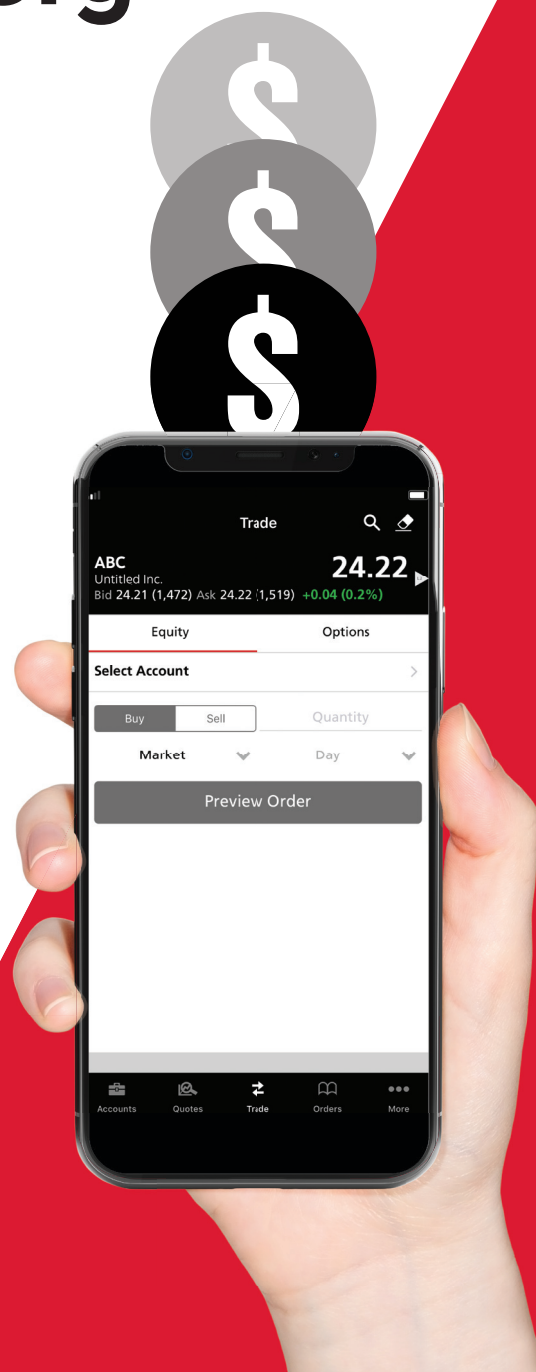 $
$
$
Trade
ABC
24.22
Untitled Inc.
Bid 24.21 (1,472) Ask 24.22 (1,519) +0.04 (0.2%)
Equity Options
Select Account
Buy Sell Quantity
Market Day
Preview Order
Accounts Quotes Trade Orders More